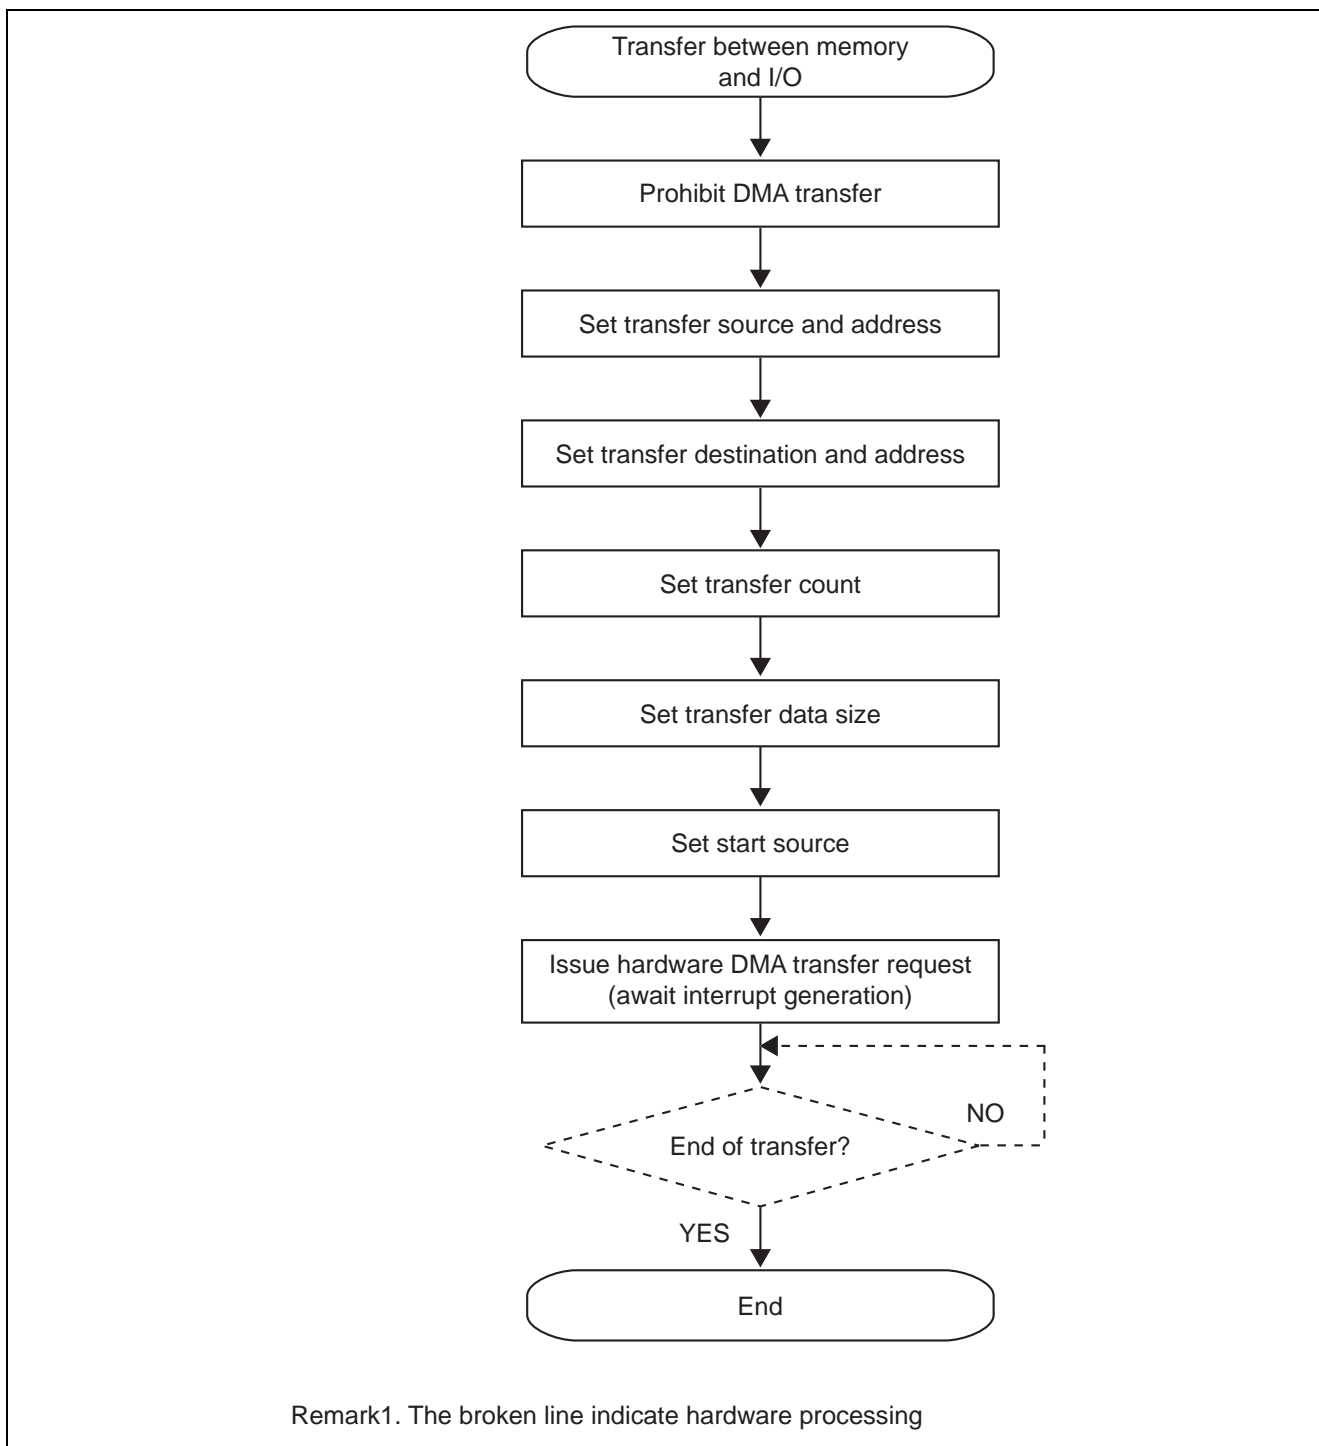 Transfer between memory
and I/O
Prohibit DMA transfer
Set transfer source and address
Set transfer destination and address
Set transfer count
Set transfer data size
Set start source
Issue hardware DMA transfer request
(await interrupt generation)
NO
End of transfer?
YES
End
Remark1. The broken line indicate hardware processing